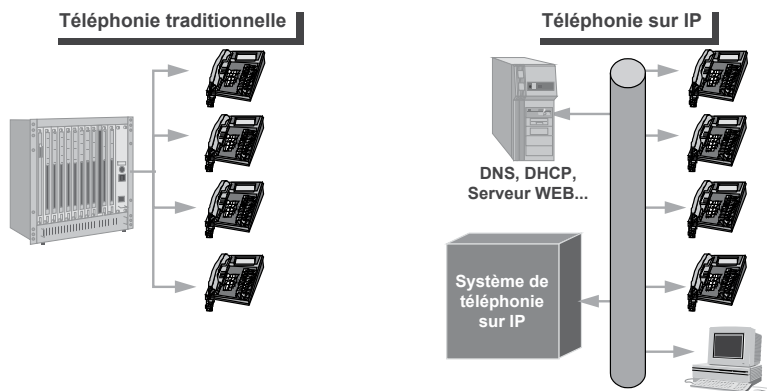 Téléphonie traditionnelle
Téléphonie sur IP
DNS, DHCP,
Serveur WEB...
Système de
téléphonie
sur IP